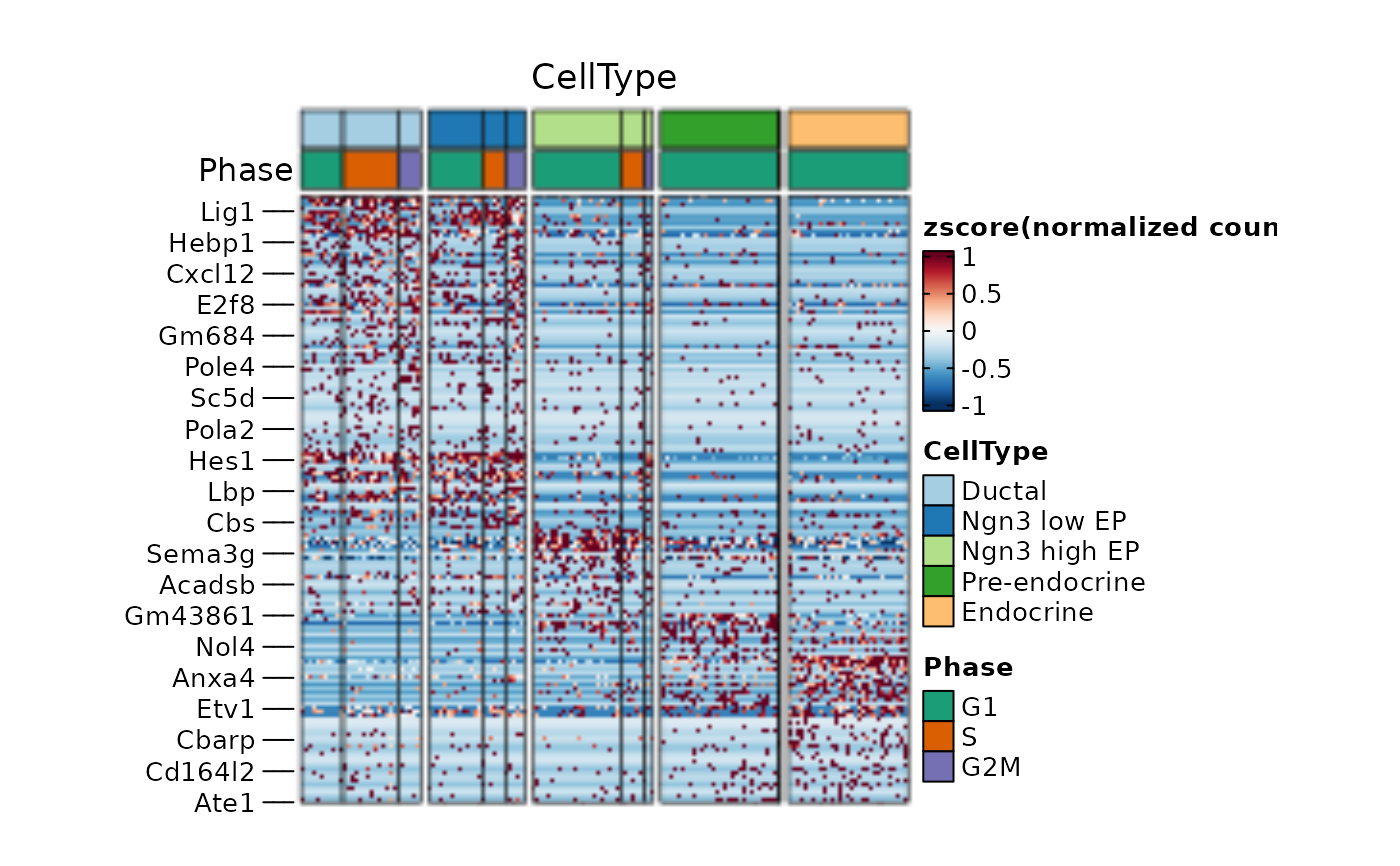 CellType
Phase
Lig1
Hebp1
Cxcl12
E2f8
Gm684
Pole4
Sc5d
Pola2
Hes1
Lbp
Cbs
Sema3g
Acadsb
Gm43861
Nol4
Anxa4
Etv1
Cbarp
Cd164l2
Ate1
zscore(normalized coun
1
0.5
0
-0.5
-1
CellType
Ductal
Ngn3 low EP
Ngn3 high EP
Pre-endocrine
Endocrine
Phase
G1
S
G2M